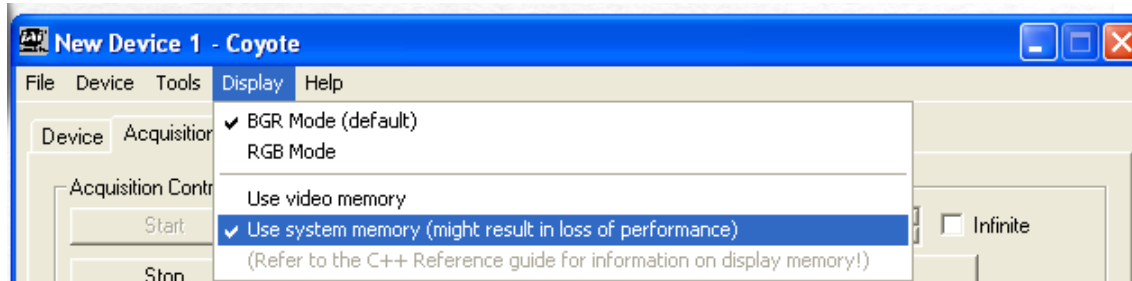 New Device 1 - Coyote
File Device Tools Display Help
Device Acquisition
BGR Mode (default)
RGB Mode
Acquisition Contr
Use video memory
Start
Use system memory (might result in loss of performance)
Infinite
(Refer to the C++ Reference guide for information on display memory!)
Stop